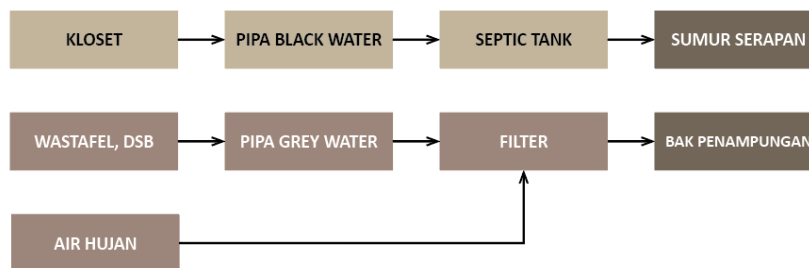 KLOSET
PIPA BLACK WATER
SEPTIC TANK
SUMUR SERAPAN
WASTAFEL, DSB
PIPA GREY WATER
FILTER
BAK PENAMPUNGAN
AIR HUJAN